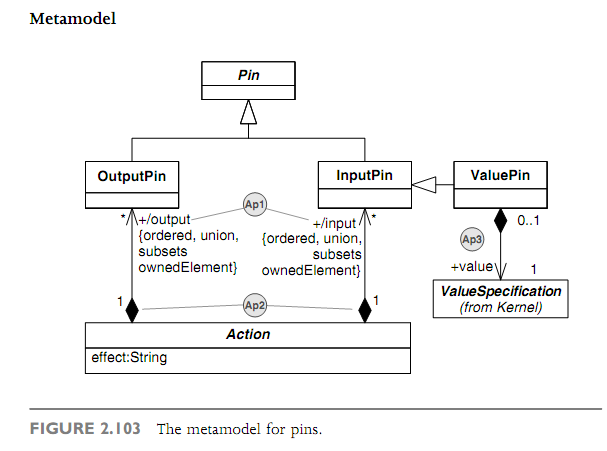 Metamodel
Pin
OutputPin
InputPin
ValuePin
Ap1
* +/output
{ordered, union,
subsets
ownedElement}
+/input *
{ordered, union,
subsets
ownedElement}
0..1
Ap3
+value 1
ValueSpecification
(from Kernel)
1
Ap2
1
Action
effect:String
FIGURE 2.103 The metamodel for pins.